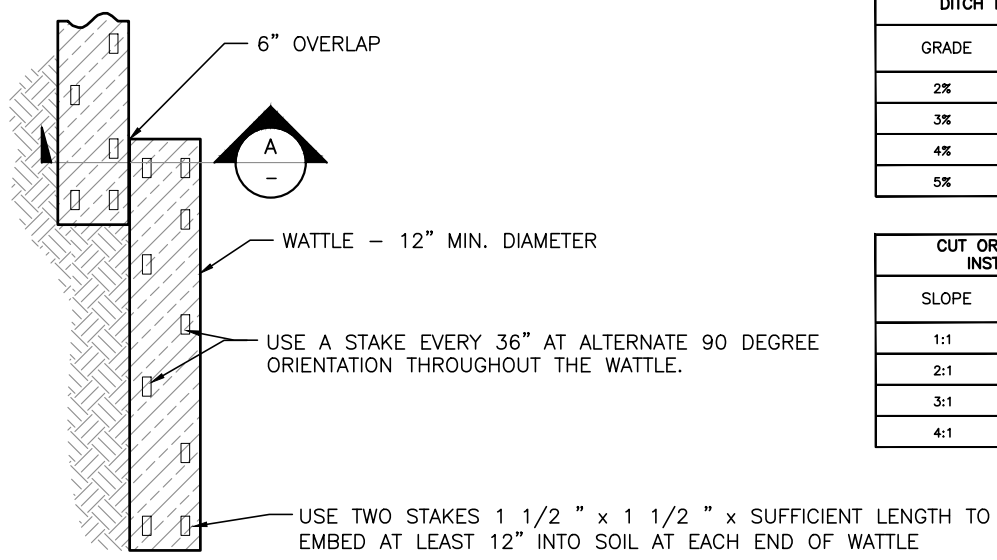 6” OVERLAP
A
–
WATTLE – 12” MIN. DIAMETER
USE A STAKE EVERY 36” AT ALTERNATE 90 DEGREE
ORIENTATION THROUGHOUT THE WATTLE.
USE TWO STAKES 1 1/2 ” x 1 1/2 ” x SUFFICIENT LENGTH TO
EMBED AT LEAST 12” INTO SOIL AT EACH END OF WATTLE
DITCH
GRADE
2%
3%
4%
5%
CUT OR
SLOPE
1:1
2:1
3:1
4:1